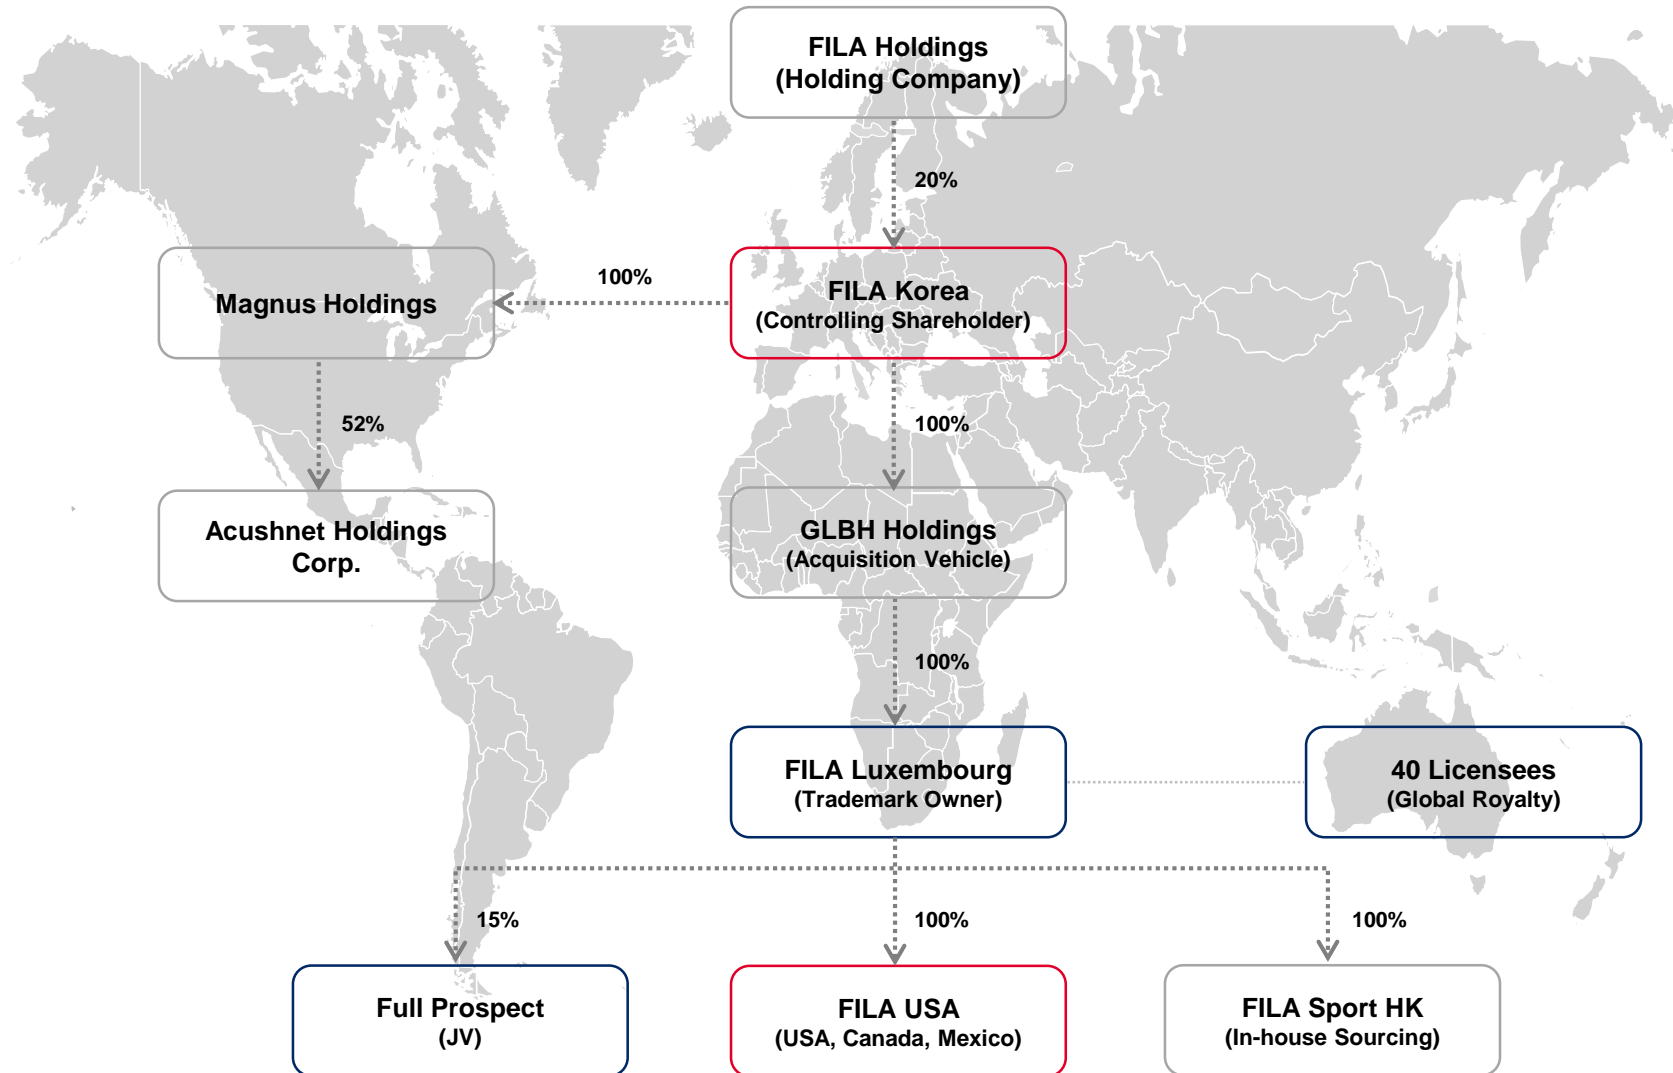 FILA Holdings
(Holding Company)
20%
Magnus Holdings
100%
FILA Korea
(Controlling Shareholder)
52%
100%
Acushnet Holdings
Corp.
GLBH Holdings
(Acquisition Vehicle)
100%
FILA Luxembourg
(Trademark Owner)
40 Licensees
(Global Royalty)
15%
100%
100%
Full Prospect
(JV)
FILA USA
(USA, Canada, Mexico)
FILA Sport HK
(In-house Sourcing)